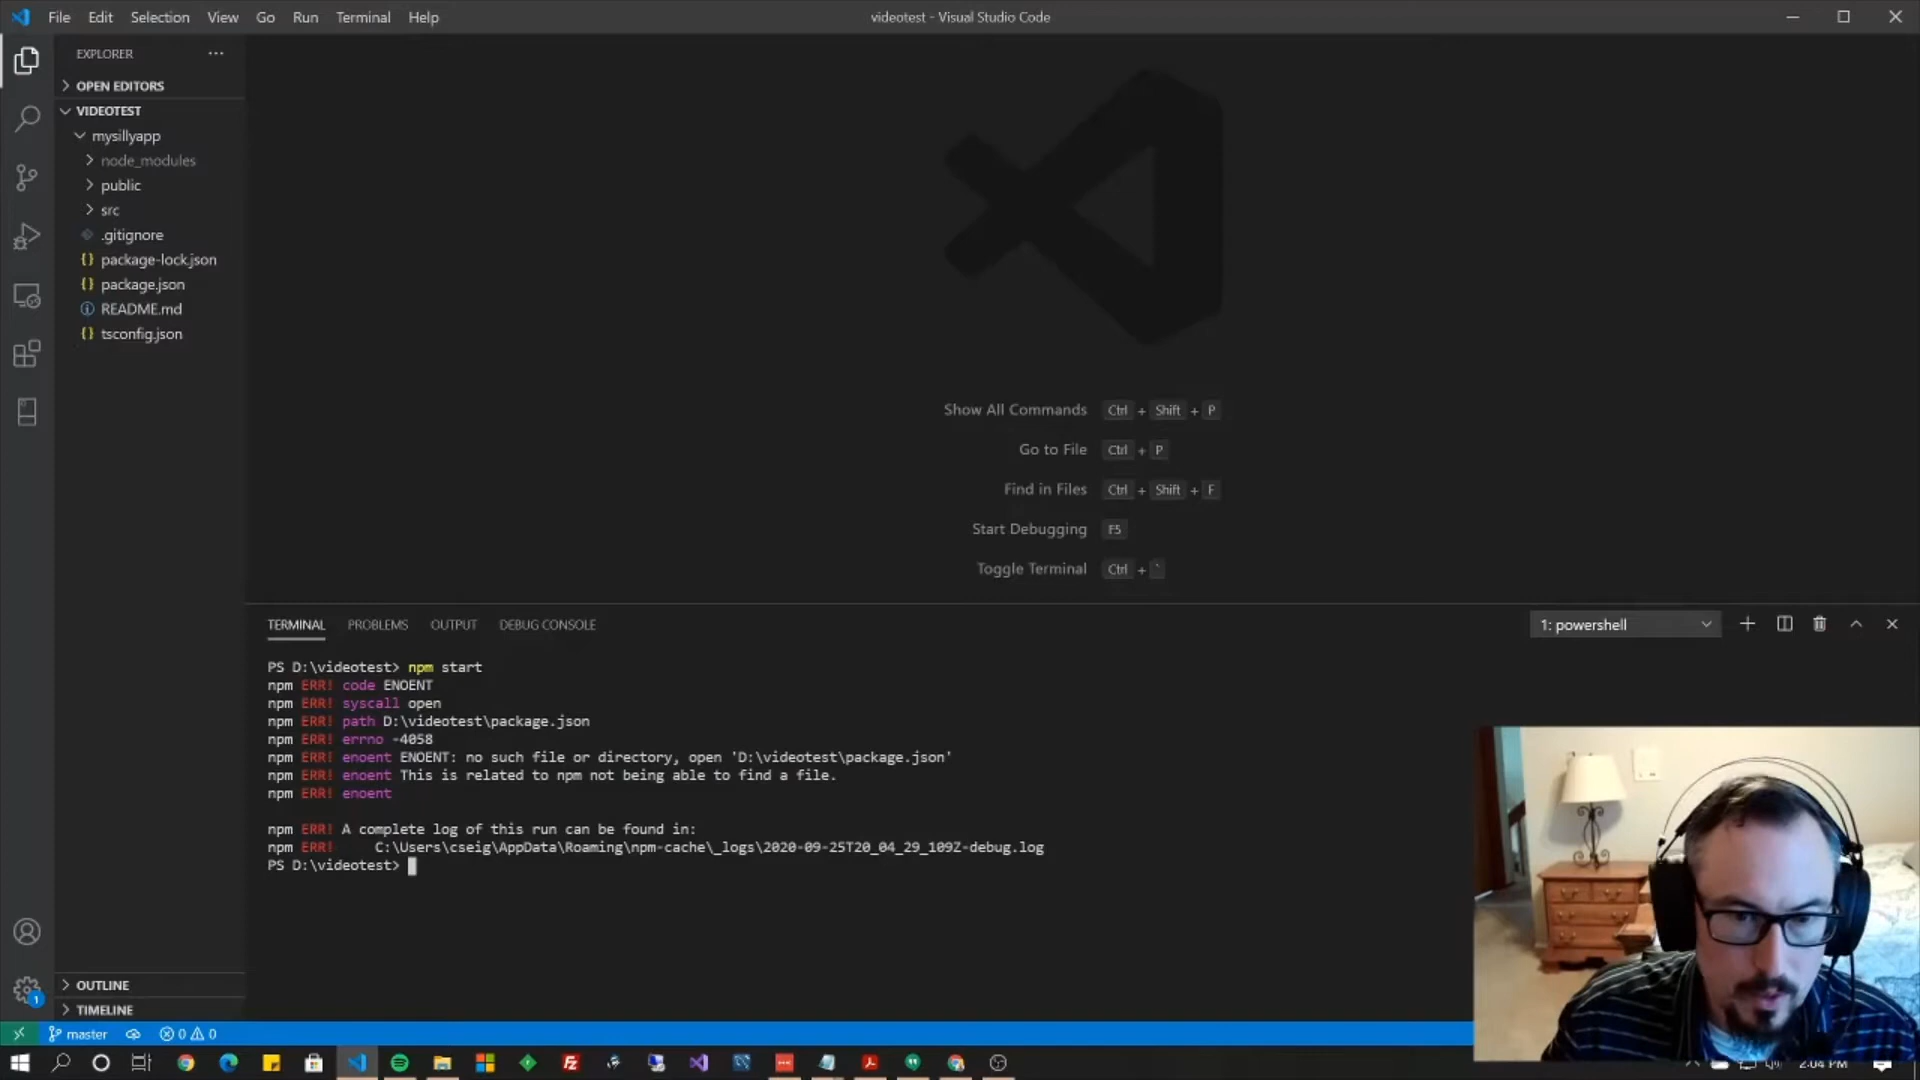 File Edit Selection View Go Run Terminal Help
videotest - Visual Studio Code
EXPLORER
OPEN EDITORS
VIDEOTEST
mysillyapp
node_modules
public
src
.gitignore
{} package-lock.json
{} package.json
README.md
{} tsconfig.json
Show All Commands Ctrl + Shift + P
Go to File Ctrl + P
Find in Files Ctrl + Shift + F
Start Debugging F5
Toggle Terminal Ctrl + `
TERMINAL PROBLEMS OUTPUT DEBUG CONSOLE
1: powershell
PS D:\videotest> npm start
npm ERR! code ENOENT
npm ERR! syscall open
npm ERR! path D:\videotest\package.json
npm ERR! errno -4058
npm ERR! enoent ENOENT: no such file or directory, open 'D:\videotest\package.json'
npm ERR! enoent This is related to npm not being able to find a file.
npm ERR! enoent
npm ERR! A complete log of this run can be found in:
npm ERR!     C:\Users\cseig\AppData\Roaming\npm-cache\_logs\2020-09-25T20_04_29_109Z-debug.log
PS D:\videotest>
OUTLINE
TIMELINE
1
master 0 0
2:04 PM